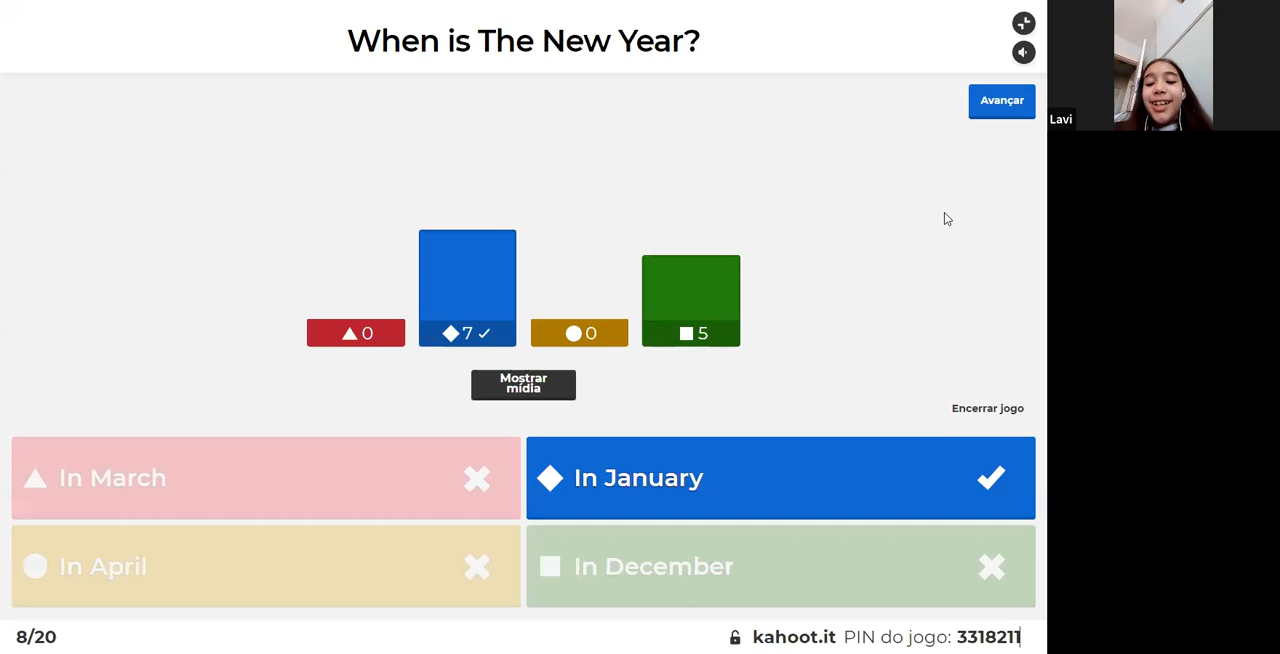 When is The New Year?
Avançar
Lavi
0
7
0
5
Mostrar
mídia
Encerrar jogo
In March
In January
In April
In December
8/20
kahoot.it PIN do jogo: 3318211